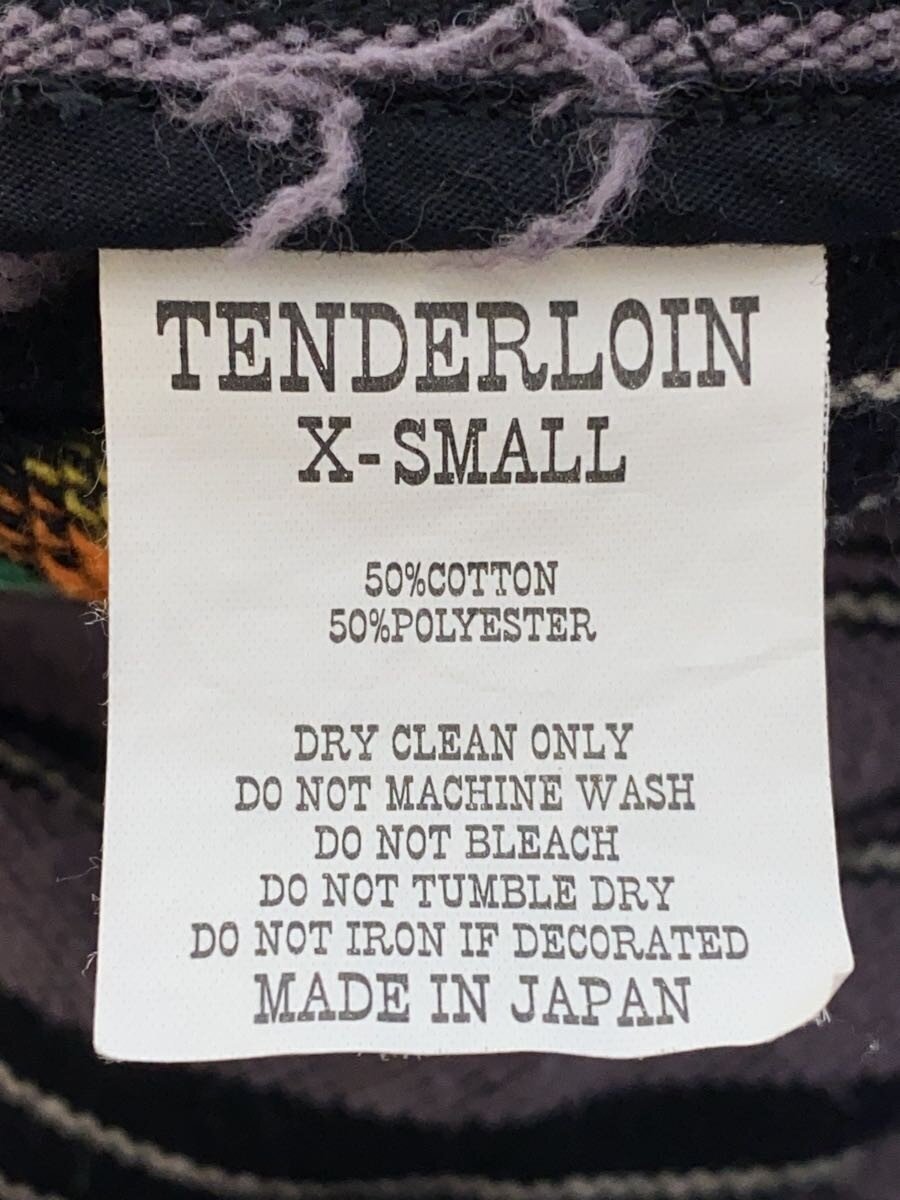 TENDERLOIN
X-SMALL
50%COTTON
50%POLYESTER
DRY CLEAN ONLY
DO NOT MACHINE WASH
DO NOT BLEACH
DO NOT TUMBLE DRY
DO NOT IRON IF DECORATED
MADE IN JAPAN